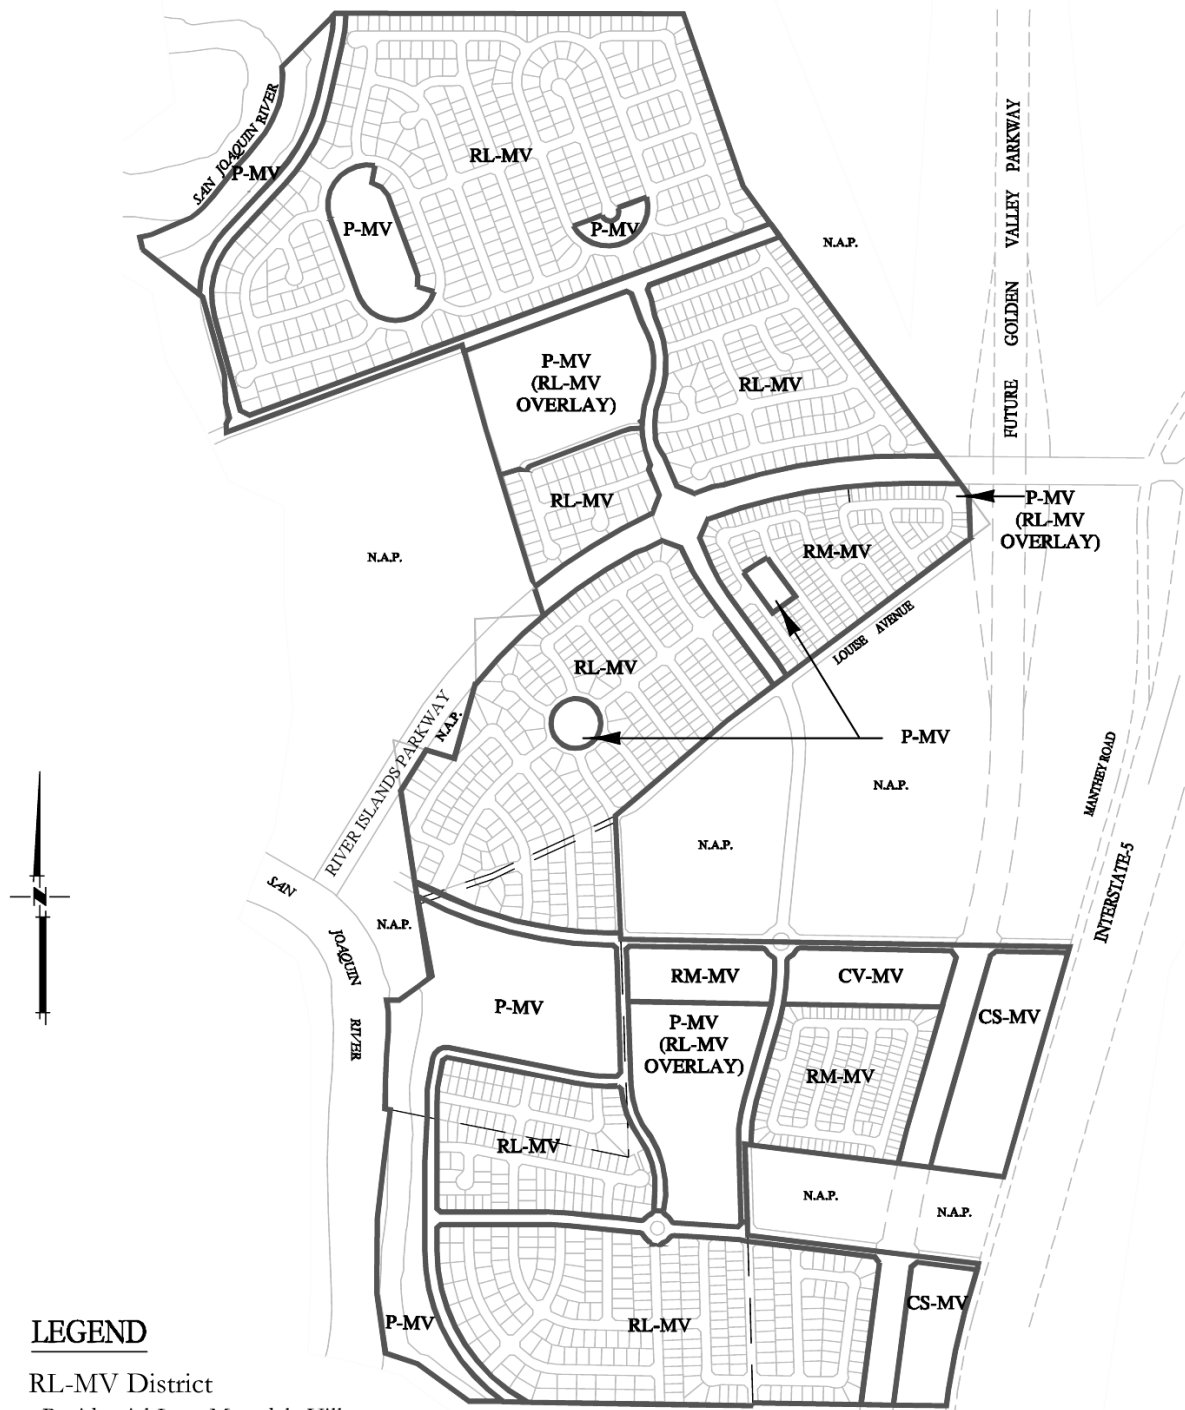 SAN JOAQUIN RIVER
P-MV
RL-MV
P-MV
P-MV
N.A.P.
FUTURE GOLDEN VALLEY PARKWAY
P-MV
(RL-MV
OVERLAY)
RL-MV
RL-MV
P-MV
(RL-MV
OVERLAY)
RM-MV
N.A.P.
LOUISE AVENUE
RL-MV
N.A.P.
RIVER ISLANDS PARKWAY
P-MV
MANTHEY ROAD
N.A.P.
N.A.P.
INTERSTATE-5
SAN JOAQUIN RIVER
N.A.P.
N
RM-MV
CV-MV
P-MV
CS-MV
P-MV
(RL-MV
OVERLAY)
RM-MV
RL-MV
N.A.P.
N.A.P.
CS-MV
P-MV
RL-MV
LEGEND
RL-MV District